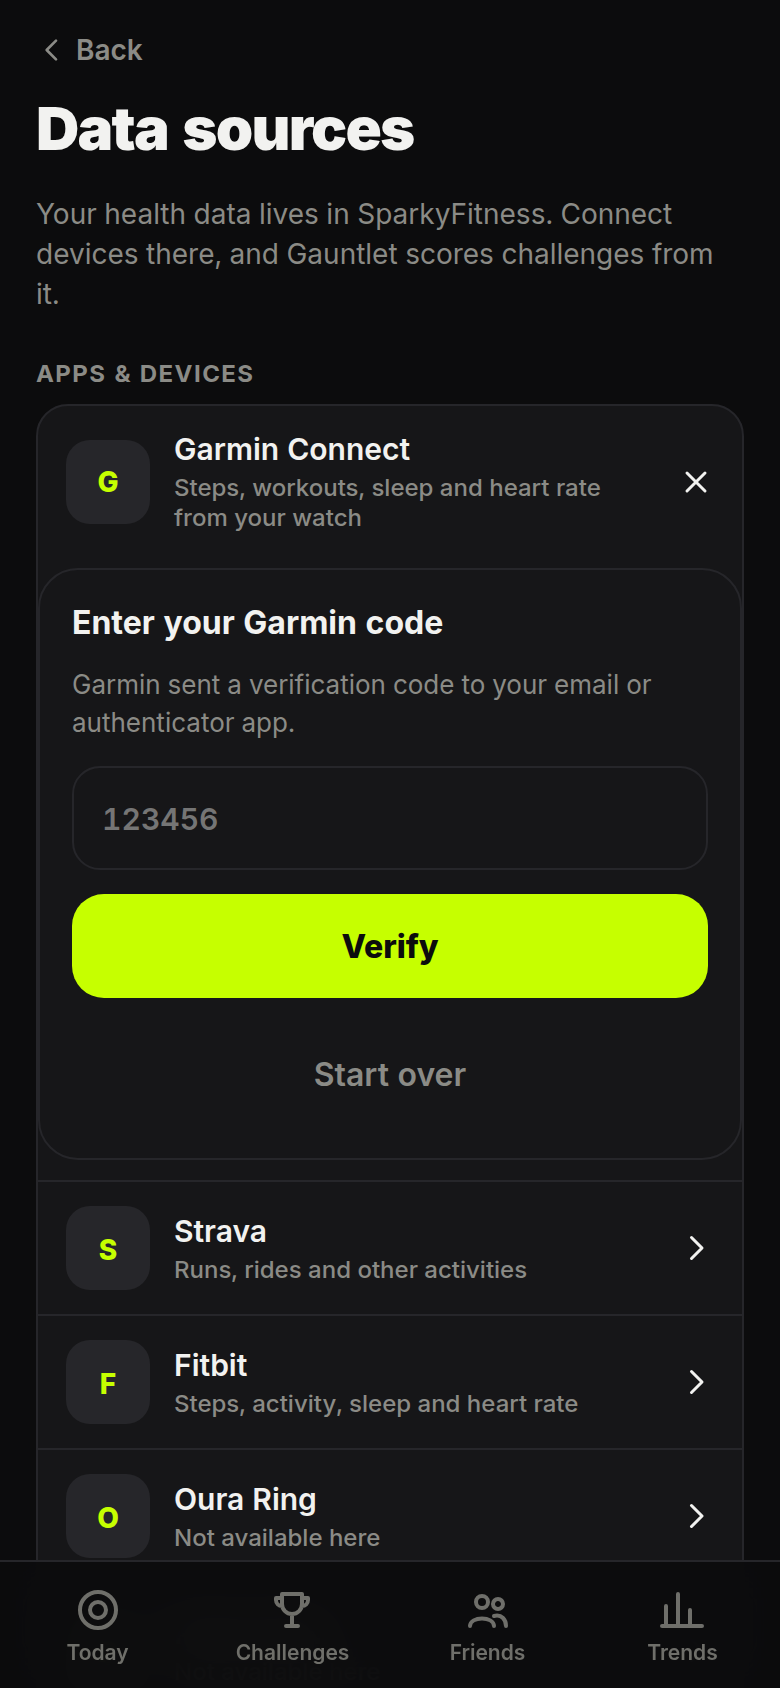 Back
Data sources
Your health data lives in SparkyFitness. Connect
devices there, and Gauntlet scores challenges from
it.
APPS & DEVICES
G
Garmin Connect
Steps, workouts, sleep and heart rate
from your watch
Enter your Garmin code
Garmin sent a verification code to your email or
authenticator app.
123456
Verify
Start over
S
Strava
Runs, rides and other activities
F
Fitbit
Steps, activity, sleep and heart rate
O
Oura Ring
Not available here
Today
Challenges
Friends
Trends